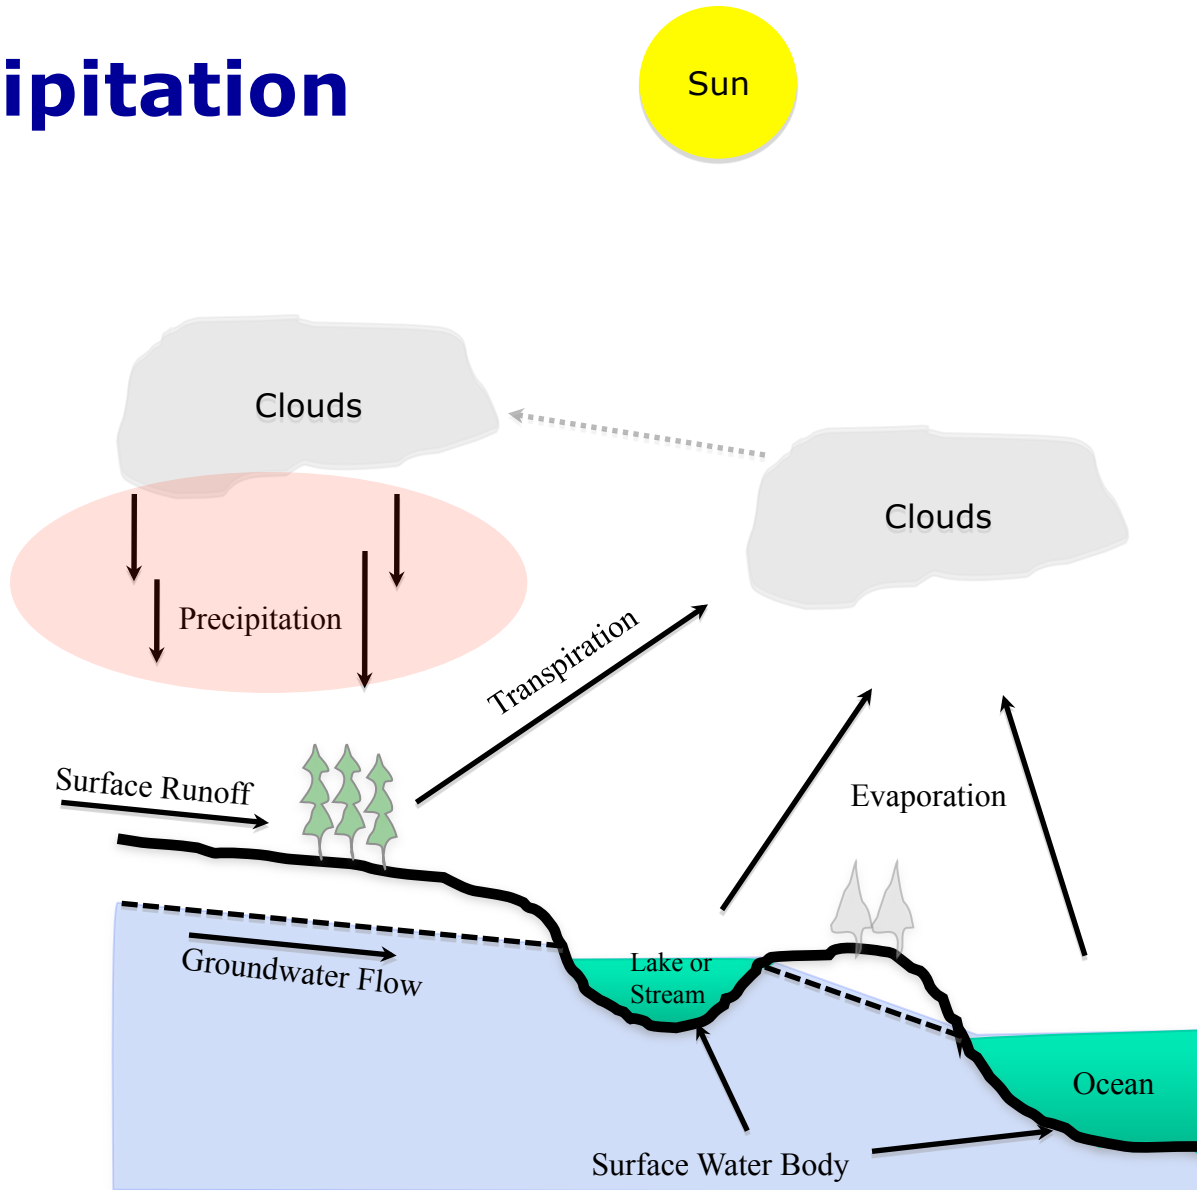 ipitation
Sun
Clouds
Clouds
Precipitation
Transpiration
Surface Runoff
Evaporation
Groundwater Flow
Lake or
Stream
Ocean
Surface Water Body